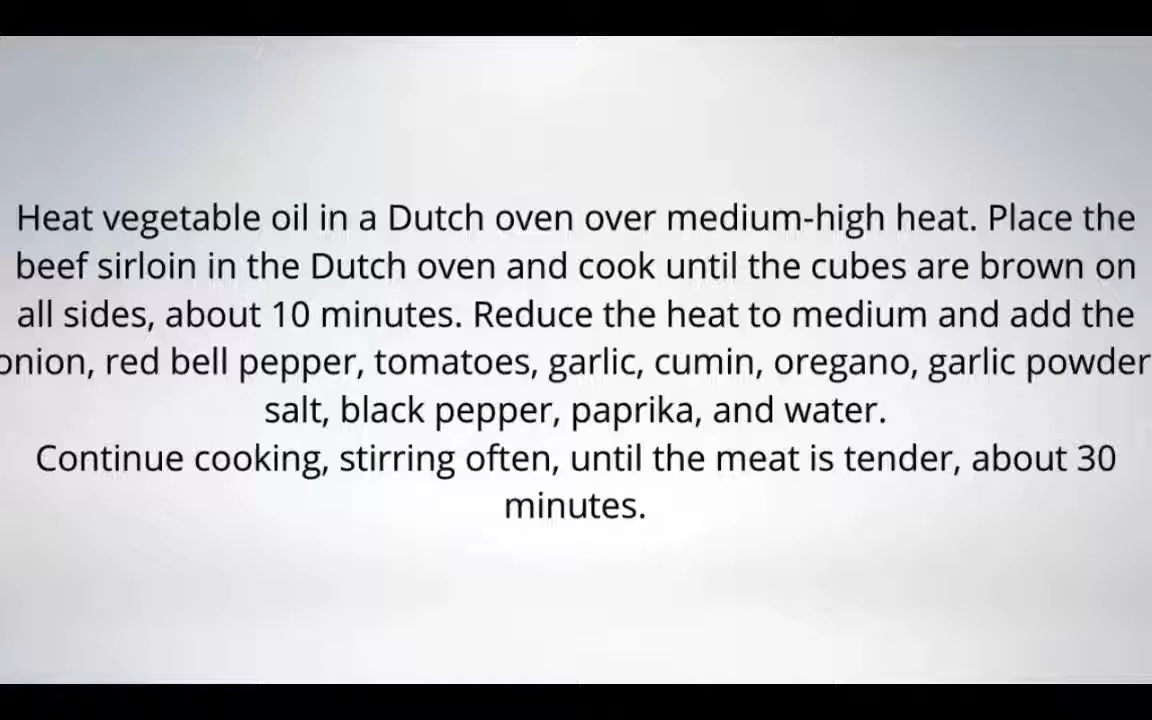 Heat vegetable oil in a Dutch oven over medium-high heat. Place the
beef sirloin in the Dutch oven and cook until the cubes are brown on
all sides, about 10 minutes. Reduce the heat to medium and add the
onion, red bell pepper, tomatoes, garlic, cumin, oregano, garlic powder
salt, black pepper, paprika, and water.
Continue cooking, stirring often, until the meat is tender, about 30
minutes.